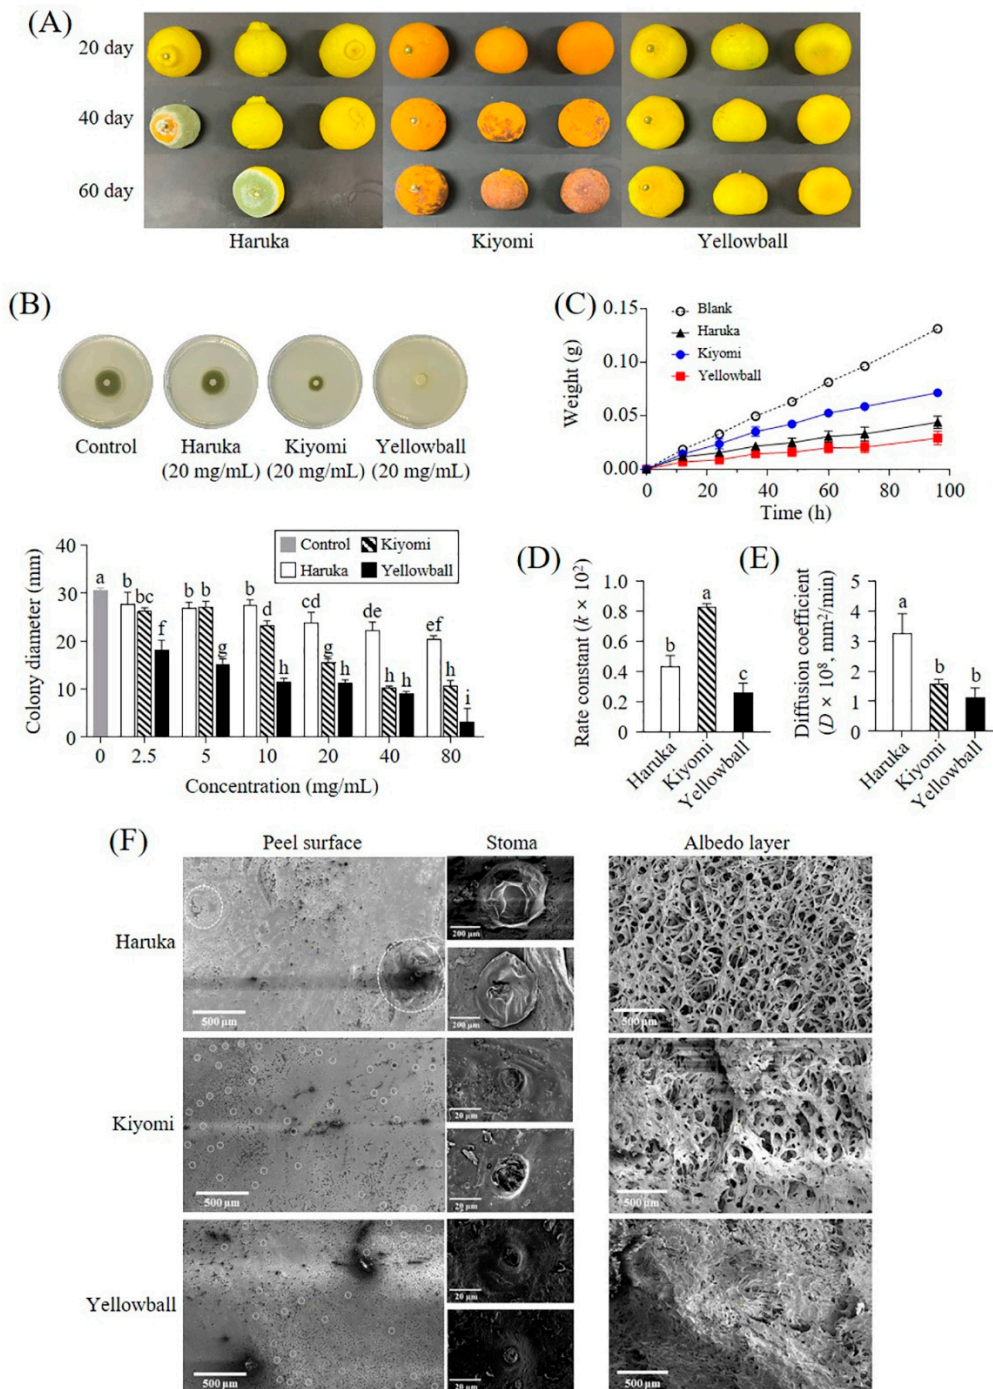 (A)
20 day
40 day
60 day
Haruka
Kiyomi
Yellowball
(B)
Control
Haruka
(20 mg/mL)
Kiyomi
(20 mg/mL)
Yellowball
(20 mg/mL)
Colony diameter (mm)
40
30
20
10
0
Control
Kiyomi
Haruka
Yellowball
a
b
bc
f
b
b
g
b
d
h
cd
g
h
de
h
h
ef
h
i
0
2.5
5
10
20
40
80
Concentration (mg/mL)
(C)
Weight (g)
0.15
0.10
0.05
0.00
Blank
Haruka
Kiyomi
Yellowball
0
20
40
60
80
100
Time (h)
(D)
Rate constant (k × 10²)
1.0
0.8
0.6
0.4
0.2
0
b
a
c
Haruka
Kiyomi
Yellowball
(E)
Diffusion coefficient
(D × 10⁸, mm²/min)
5
4
3
2
1
0
a
b
b
Haruka
Kiyomi
Yellowball
(F)
Peel surface
Stoma
Albedo layer
Haruka
500 µm
200 µm
200 µm
500 µm
Kiyomi
500 µm
20 µm
20 µm
500 µm
Yellowball
500 µm
20 µm
20 µm
500 µm